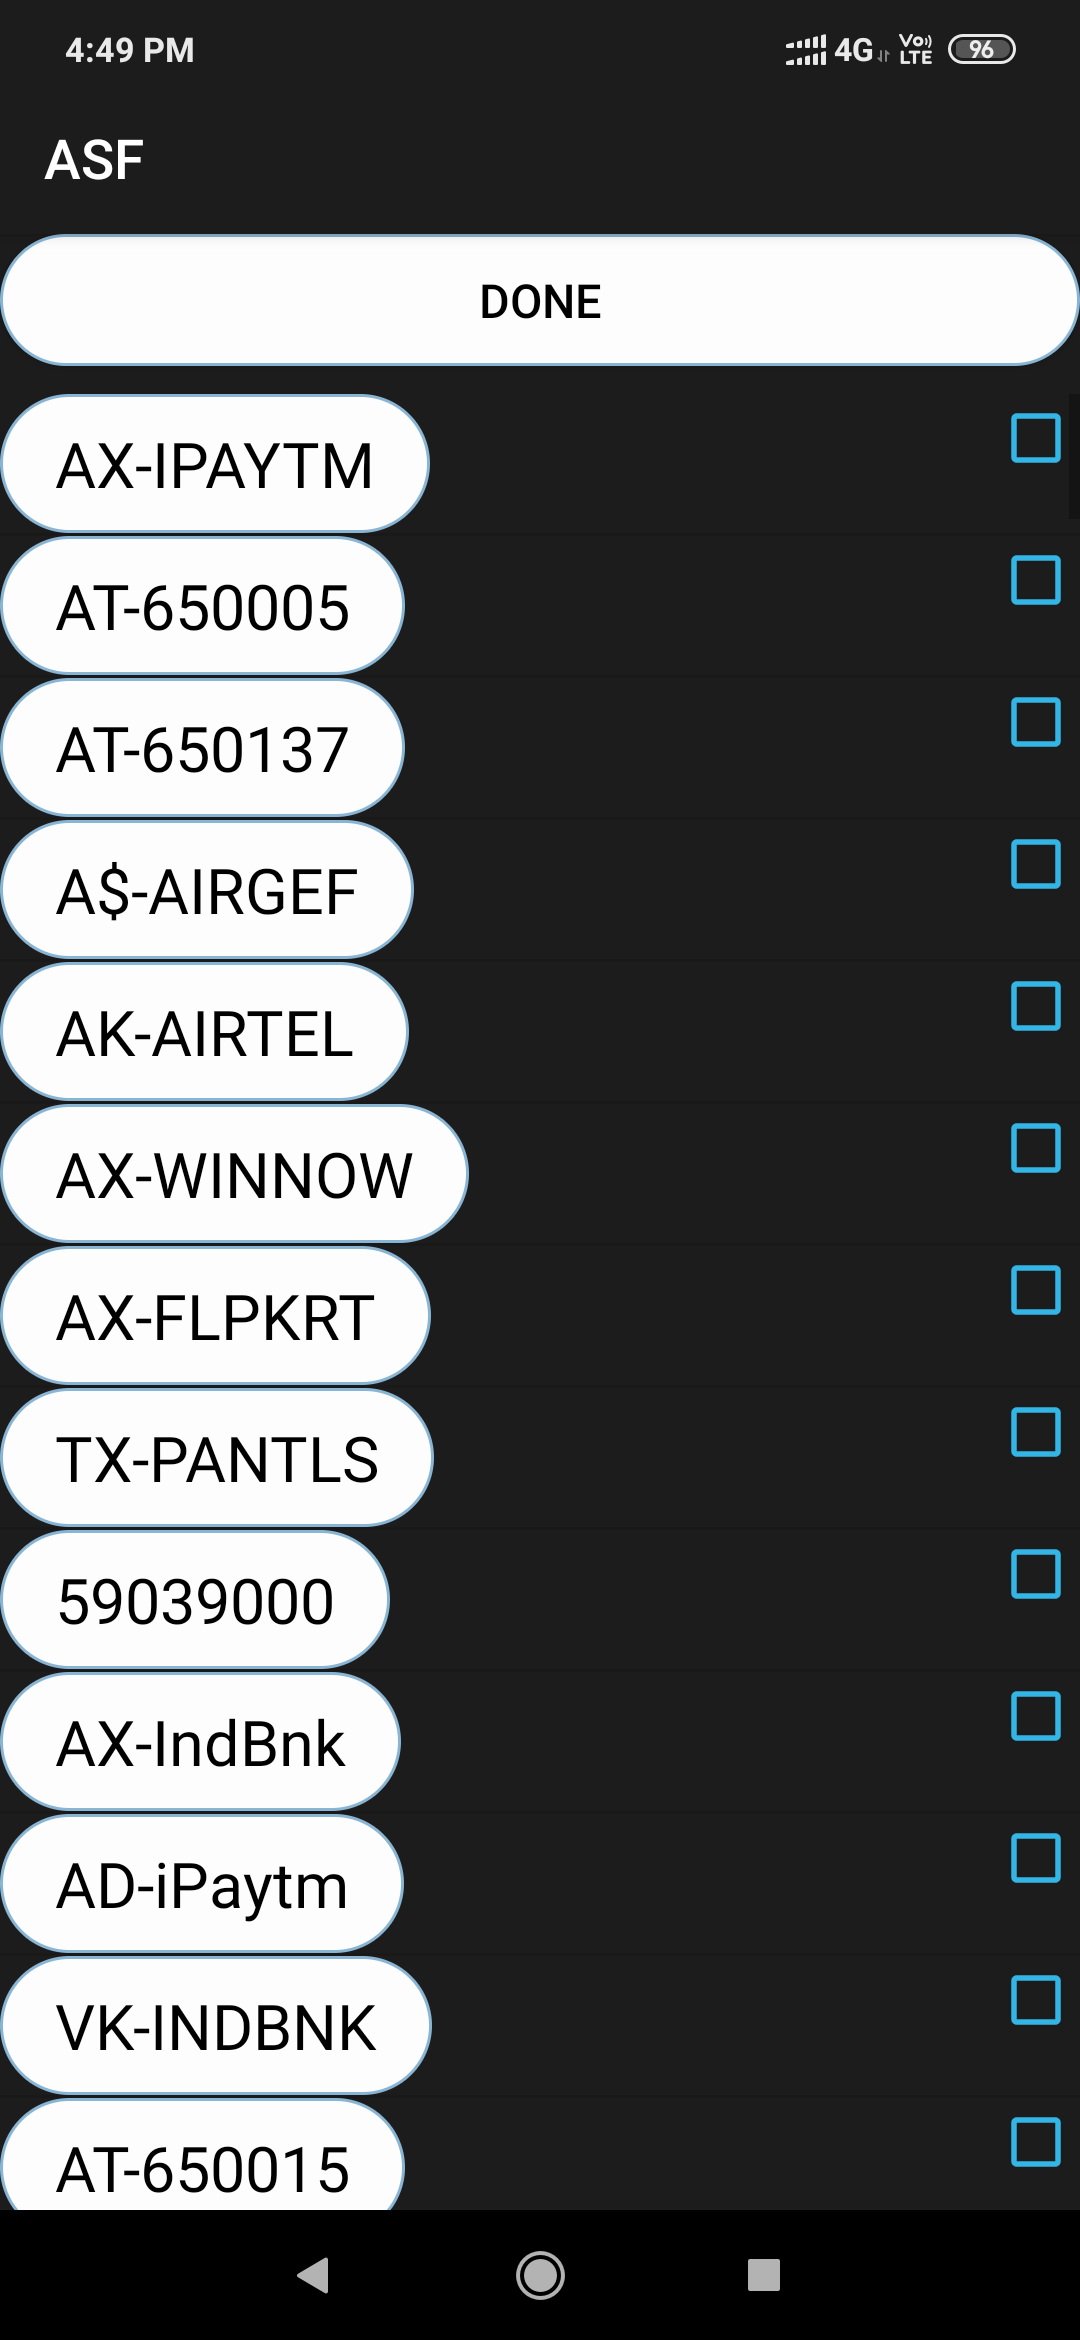 4:49 PM
4G Vo LTE 96
ASF
DONE
AX-IPAYTM
AT-650005
AT-650137
A$-AIRGEF
AK-AIRTEL
AX-WINNOW
AX-FLPKRT
TX-PANTLS
59039000
AX-IndBnk
AD-iPaytm
VK-INDBNK
AT-650015